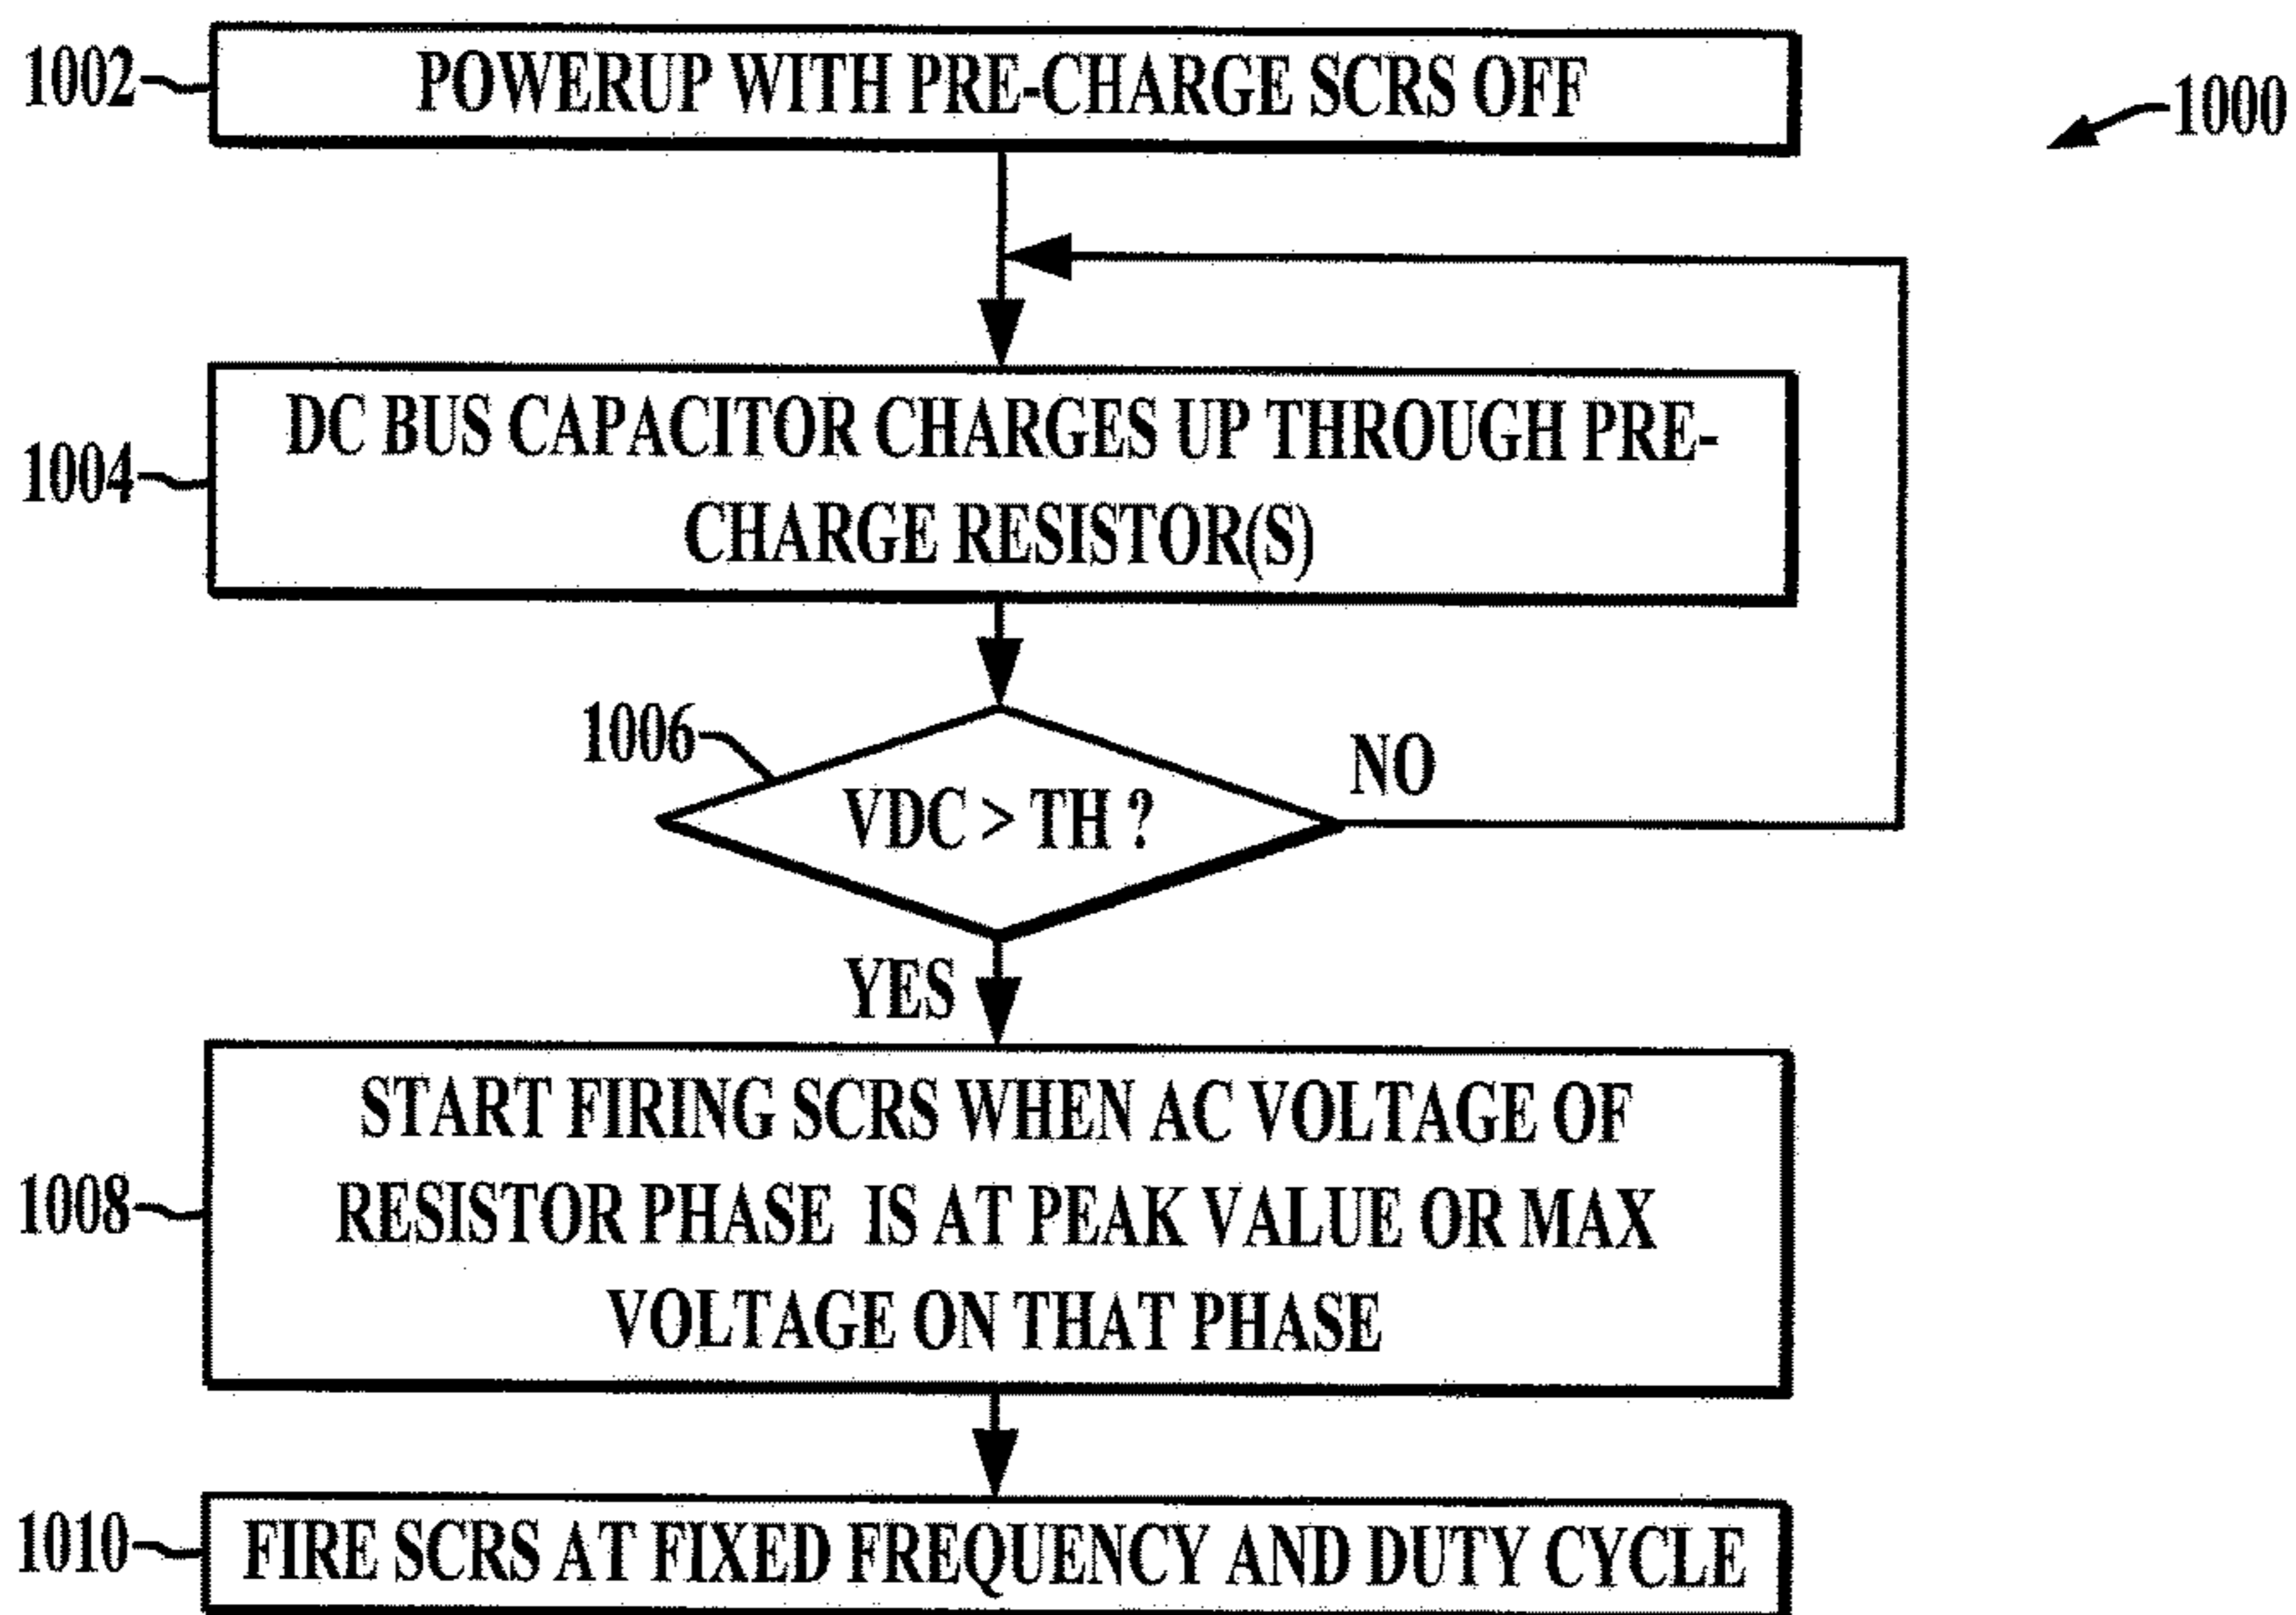 1002
POWERUP WITH PRE-CHARGE SCRS OFF
1000
1004
DC BUS CAPACITOR CHARGES UP THROUGH PRE-
CHARGE RESISTOR(S)
1006
VDC > TH ?
NO
YES
1008
START FIRING SCRS WHEN AC VOLTAGE OF
RESISTOR PHASE IS AT PEAK VALUE OR MAX
VOLTAGE ON THAT PHASE
1010
FIRE SCRS AT FIXED FREQUENCY AND DUTY CYCLE